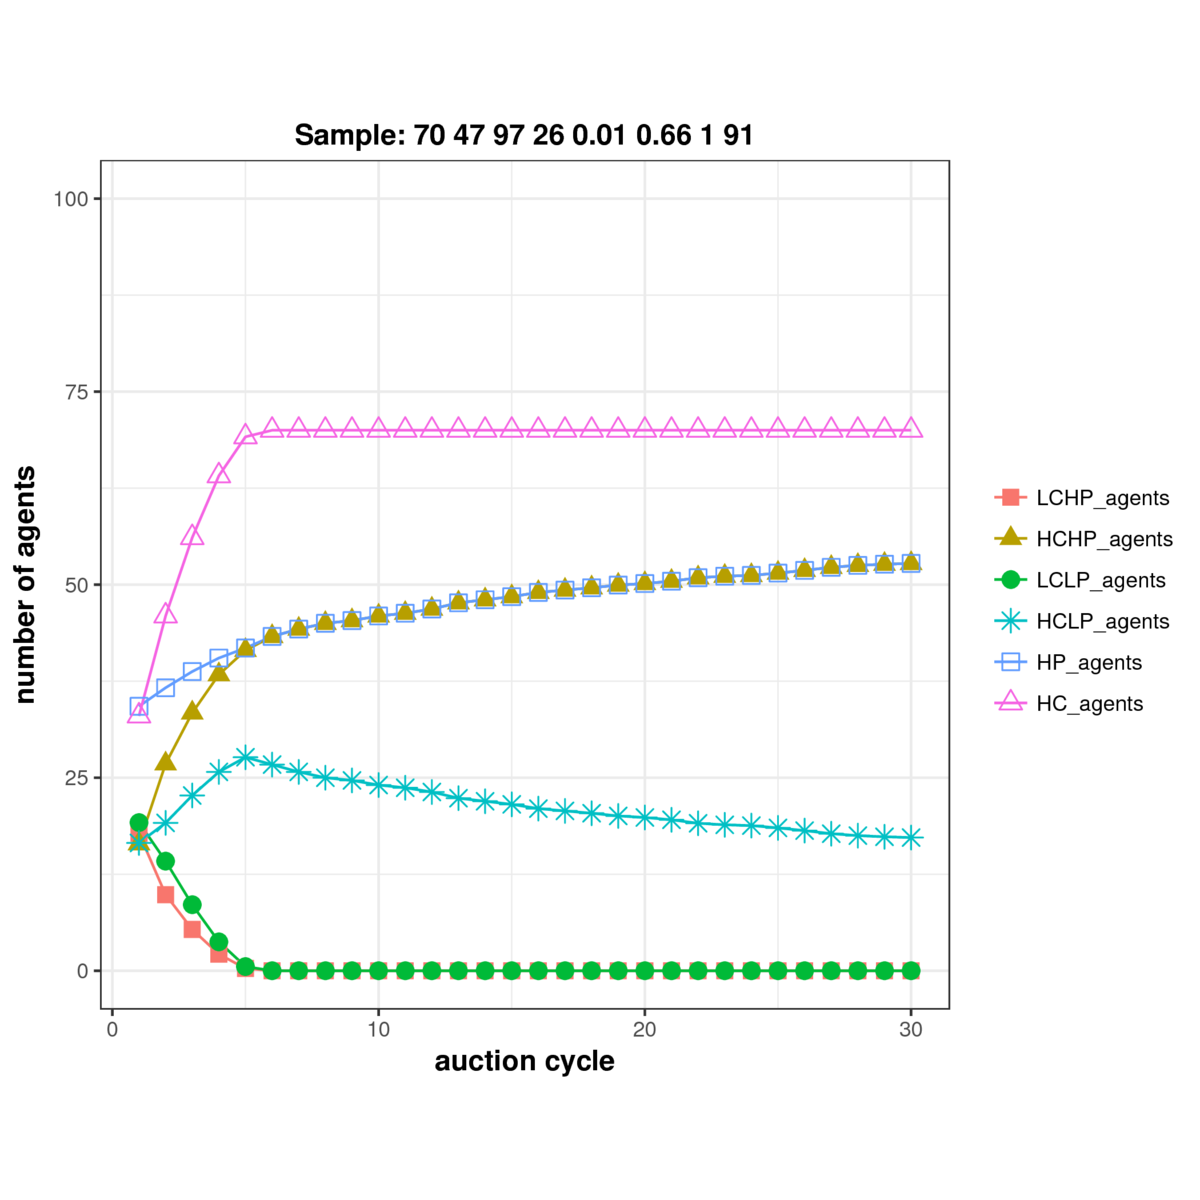 Sample: 70 47 97 26 0.01 0.66 1 91
100
75
50
25
0
0
10
20
30
number of agents
auction cycle
LCHP_agents
HCHP_agents
LCLP_agents
HCLP_agents
HP_agents
HC_agents